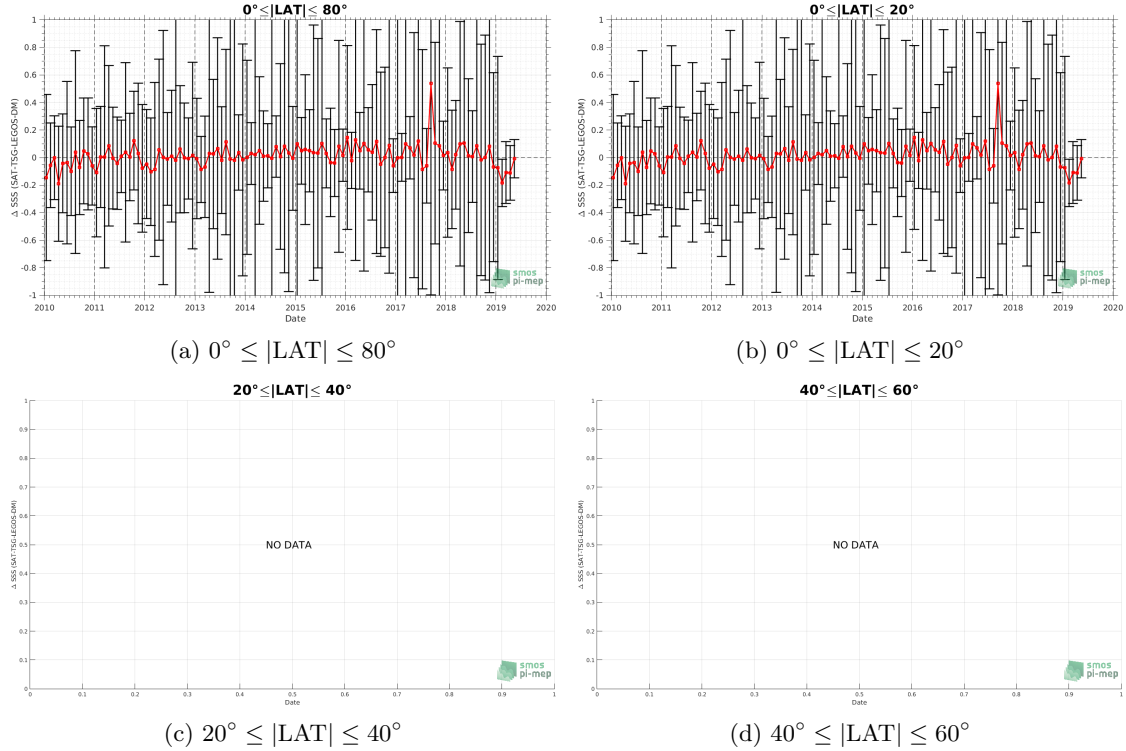 0°≤|LAT|≤ 80°
1
0.8
0.6
0.4
0.2
0
-0.2
-0.4
-0.6
-0.8
-1
Δ SSS (SAT-TSG-LEGOS-DM)
2010 2011 2012 2013 2014 2015 2016 2017 2018 2019 2020
Date
smos
pi-mep
(a) 0° ≤ |LAT| ≤ 80°
0°≤|LAT|≤ 20°
1
0.8
0.6
0.4
0.2
0
-0.2
-0.4
-0.6
-0.8
-1
Δ SSS (SAT-TSG-LEGOS-DM)
2010 2011 2012 2013 2014 2015 2016 2017 2018 2019 2020
Date
smos
pi-mep
(b) 0° ≤ |LAT| ≤ 20°
20°≤|LAT|≤ 40°
1
0.9
0.8
0.7
0.6
0.5
0.4
0.3
0.2
0.1
0
Δ SSS (SAT-TSG-LEGOS-DM)
NO DATA
0 0.1 0.2 0.3 0.4 0.5 0.6 0.7 0.8 0.9 1
Date
smos
pi-mep
(c) 20° ≤ |LAT| ≤ 40°
40°≤|LAT|≤ 60°
1
0.9
0.8
0.7
0.6
0.5
0.4
0.3
0.2
0.1
0
Δ SSS (SAT-TSG-LEGOS-DM)
NO DATA
0 0.1 0.2 0.3 0.4 0.5 0.6 0.7 0.8 0.9 1
Date
smos
pi-mep
(d) 40° ≤ |LAT| ≤ 60°